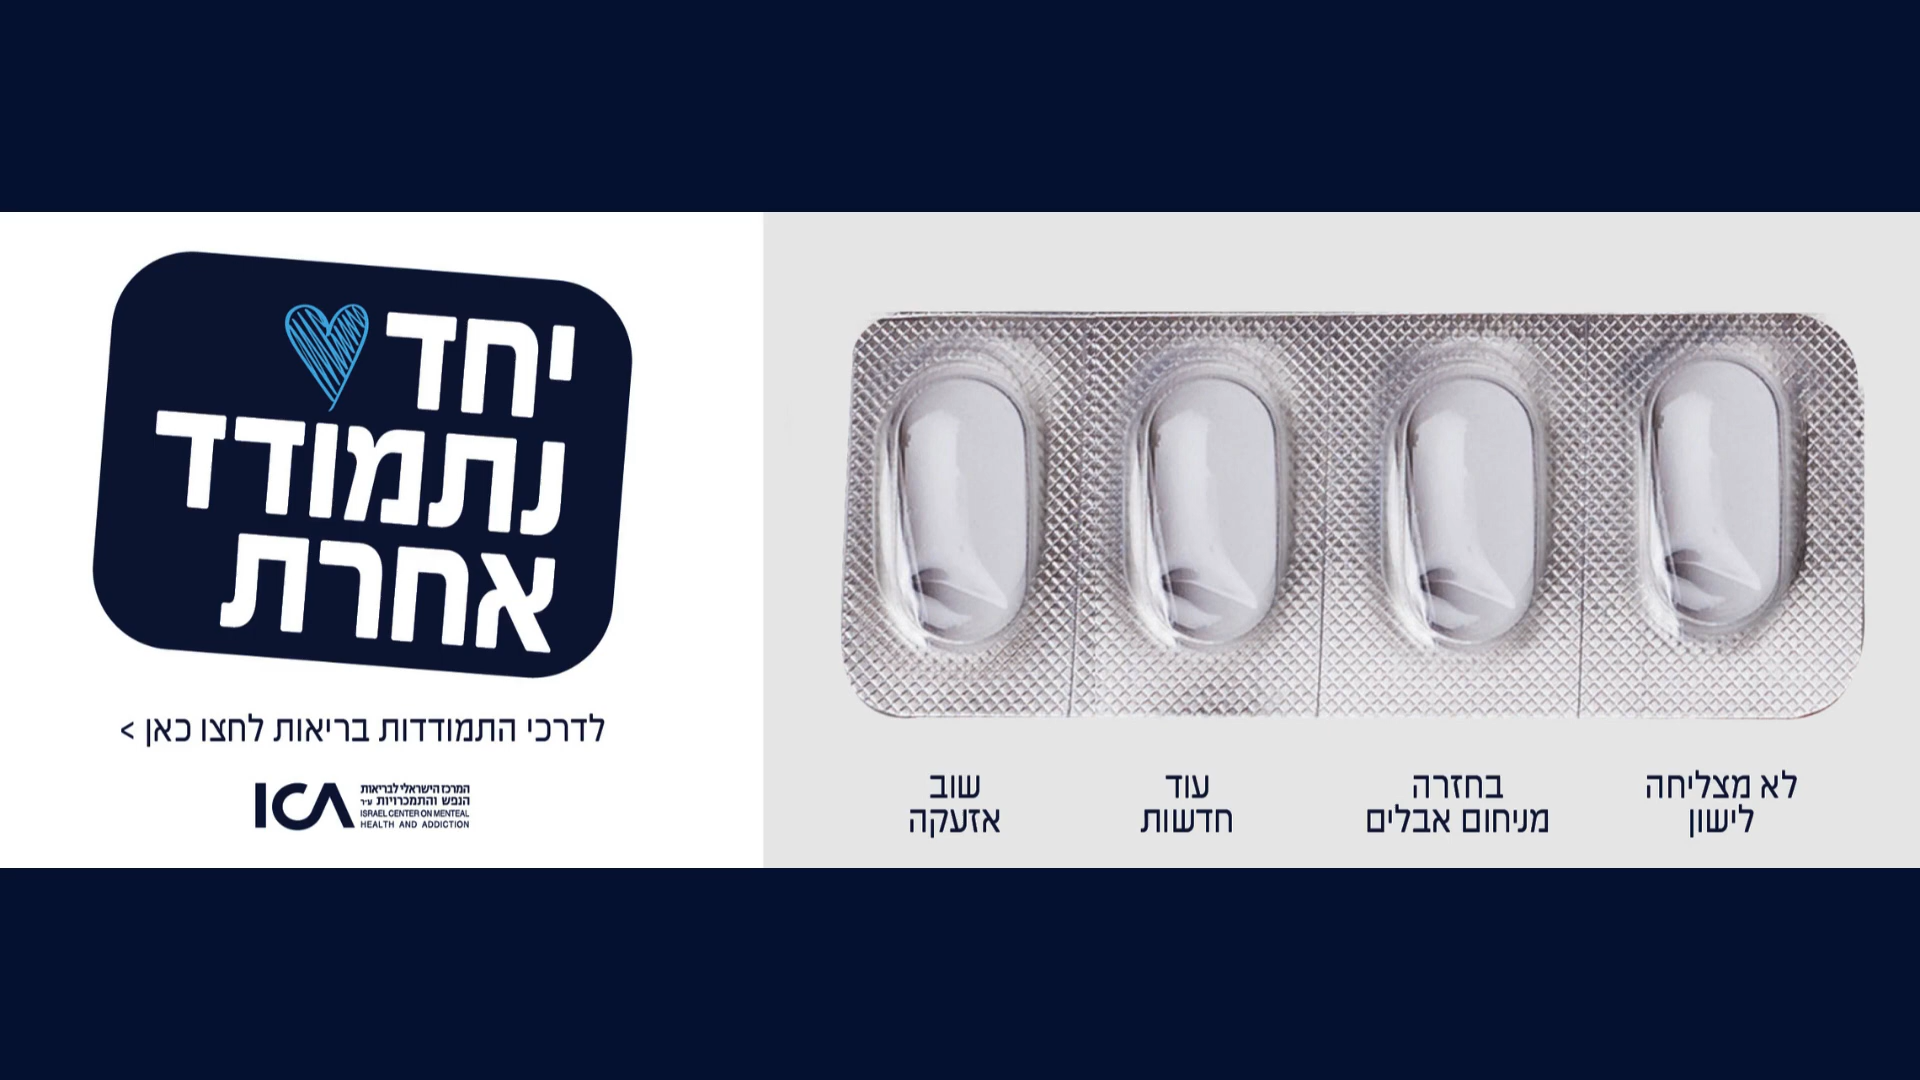 יחד
נתמודד
אחרת
לדרכי התמודדות בריאות לחצו כאן >
ICA
המרכז הישראלי לבריאות
הנפש והתמכרויות ע״ר
ISRAEL CENTER ON MENTEAL
HEALTH AND ADDICTION
לא מצליחה
לישון
בחזרה
מניחום אבלים
עוד
חדשות
שוב
אזעקה